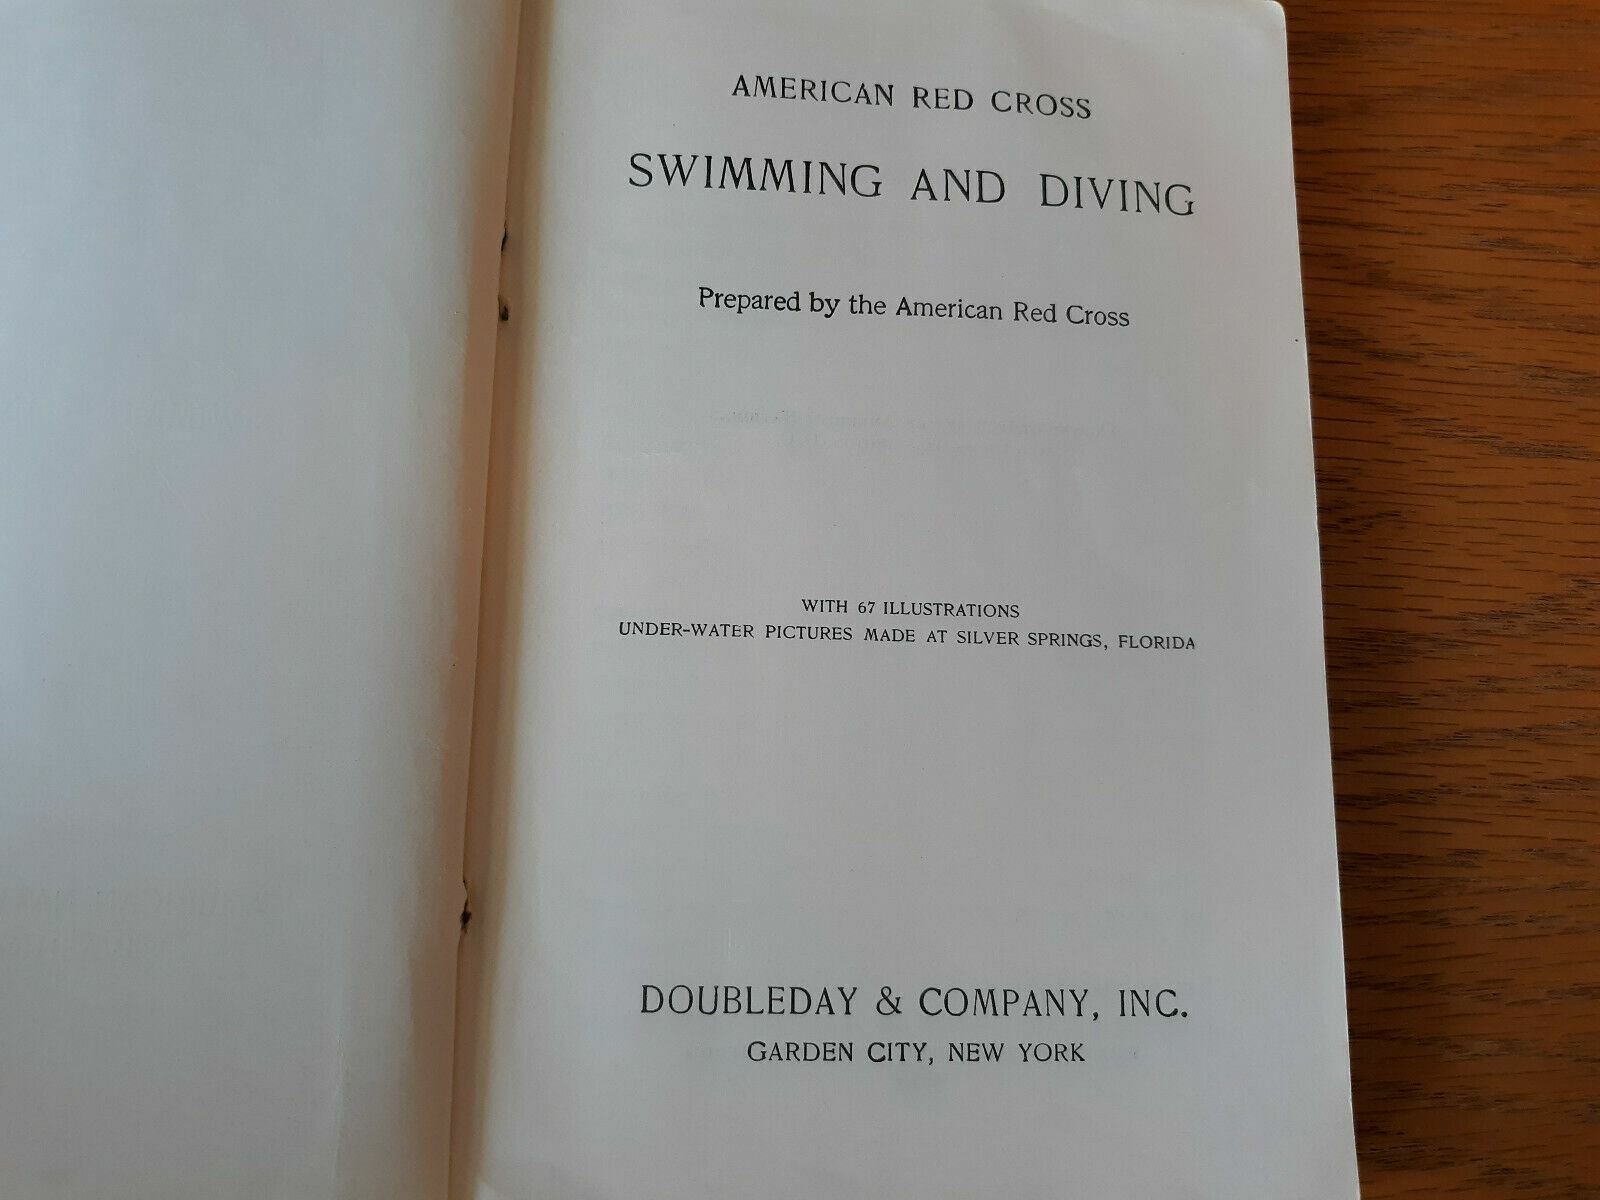 AMERICAN RED CROSS
SWIMMING AND DIVING
Prepared by the American Red Cross
WITH 67 ILLUSTRATIONS
UNDER-WATER PICTURES MADE AT SILVER SPRINGS, FLORIDA
DOUBLEDAY & COMPANY, INC.
GARDEN CITY, NEW YORK